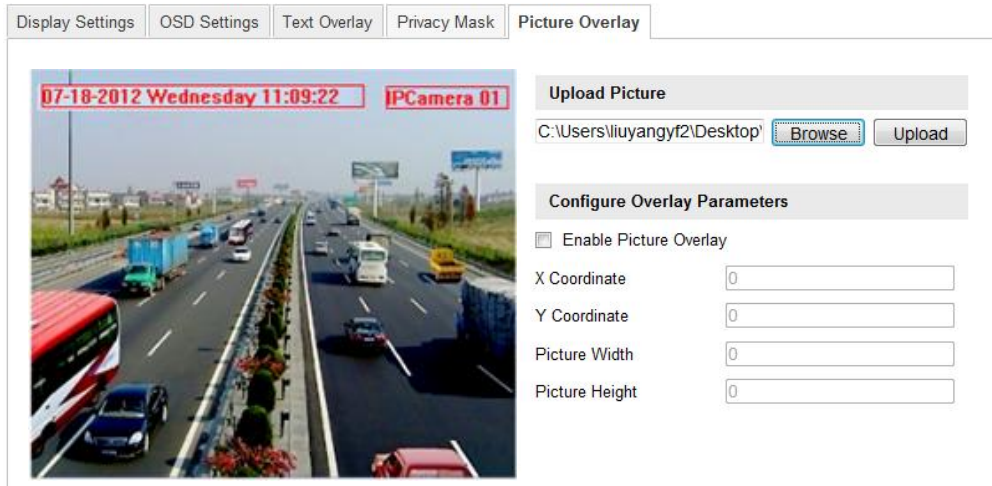 Display Settings
OSD Settings
Text Overlay
Privacy Mask
Picture Overlay
07-18-2012 Wednesday 11:09:22
IPCamera 01
Upload Picture
C:\Users\liuyangyf2\Desktop\
Browse
Upload
Configure Overlay Parameters
Enable Picture Overlay
X Coordinate
0
Y Coordinate
0
Picture Width
0
Picture Height
0